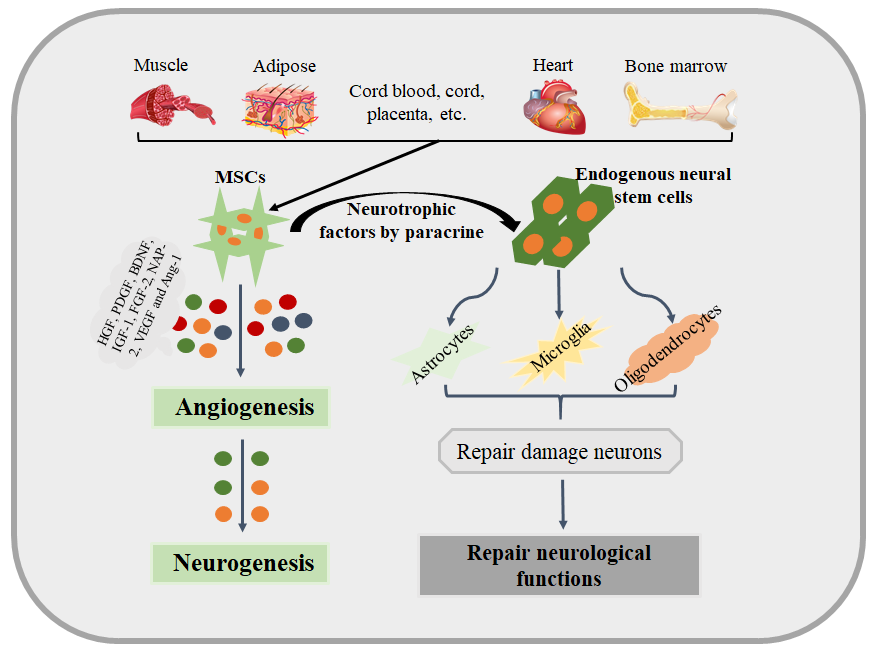 Muscle
Adipose
Cord blood, cord,
placenta, etc.
Heart
Bone marrow
MSCs
Neurotrophic
factors by paracrine
Endogenous neural
stem cells
HGF, PDGF, BDNF,
IGF-1, FGF-2, NAP-
2, VEGF and Ang-1
Astrocytes
Microglia
Oligodendrocytes
Angiogenesis
Repair damage neurons
Neurogenesis
Repair neurological
functions